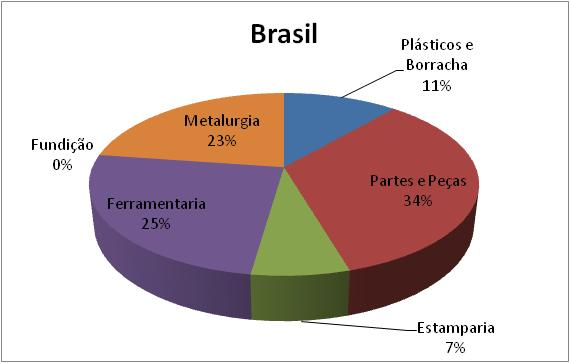 Brasil
Plásticos e
Borracha
11%
Metalurgia
23%
Fundição
0%
Partes e Peças
34%
Ferramentaria
25%
Estamparia
7%